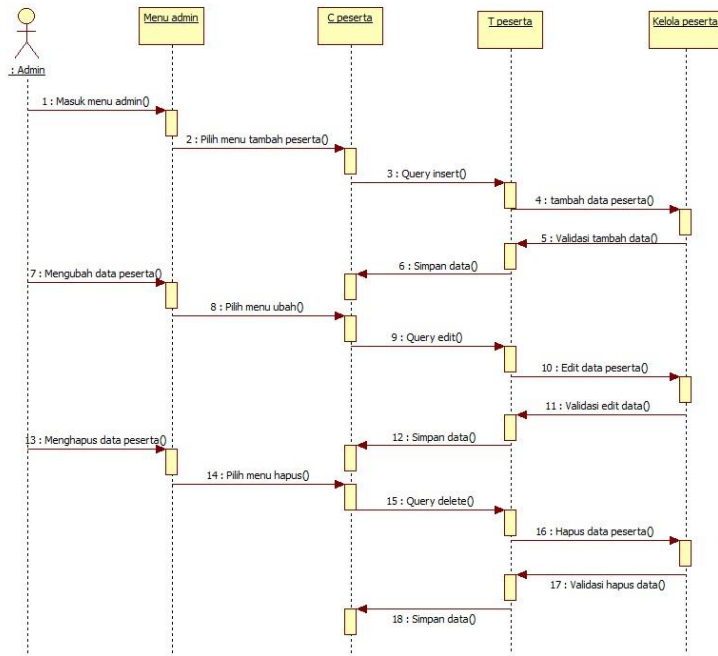 Menu admin
C peserta
T peserta
Kelola peserta
: Admin
1 : Masuk menu admin()
2 : Pilih menu tambah peserta()
3 : Query insert()
4 : tambah data peserta()
5 : Validasi tambah data()
6 : Simpan data()
7 : Mengubah data peserta()
8 : Pilih menu ubah()
9 : Query edit()
10 : Edit data peserta()
11 : Validasi edit data()
12 : Simpan data()
13 : Menghapus data peserta()
14 : Pilih menu hapus()
15 : Query delete()
16 : Hapus data peserta()
17 : Validasi hapus data()
18 : Simpan data()